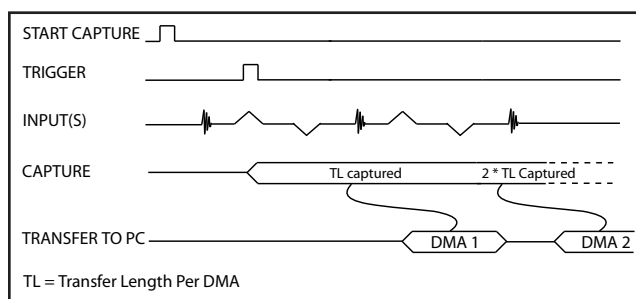 START CAPTURE
TRIGGER
INPUT(S)
CAPTURE
TL captured
2 * TL Captured
TRANSFER TO PC
DMA 1
DMA 2
TL = Transfer Length Per DMA